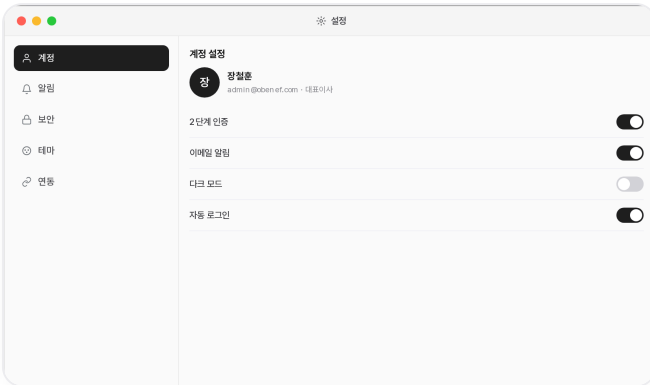 설정
계정
알림
보안
테마
연동
계정 설정
장
장철훈
admin@obenef.com · 대표이사
2단계 인증
이메일 알림
다크 모드
자동 로그인